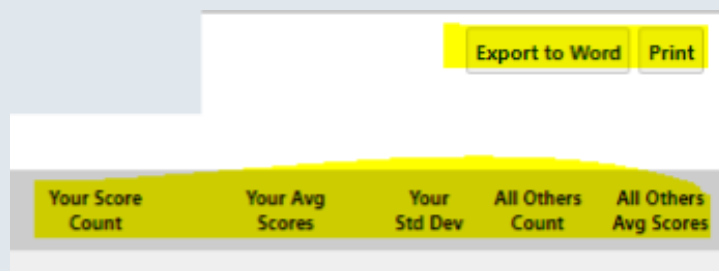 Export to Word Print
Your Score Your Avg Your All Others All Others
Count Scores Std Dev Count Avg Scores